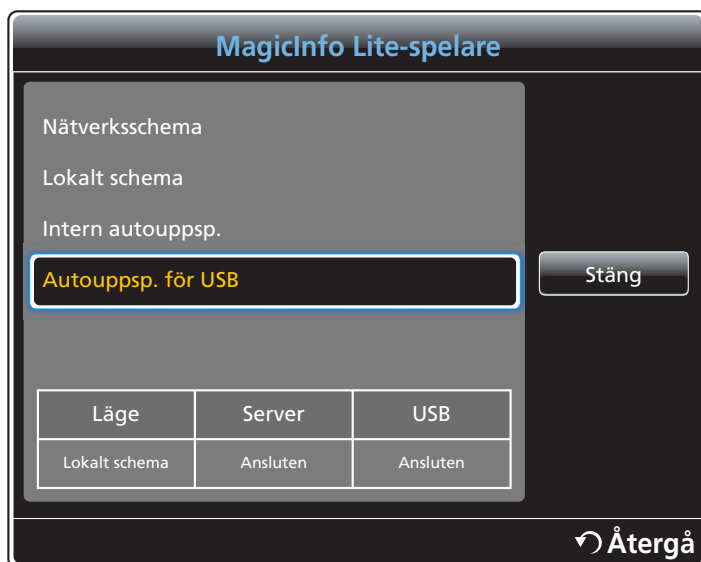 MagicInfo Lite-spelare
Nätverksschema
Lokalt schema
Intern autouppsp.
Autouppsp. för USB
Stäng
Läge Server USB
Lokalt schema Ansluten Ansluten
Återgå